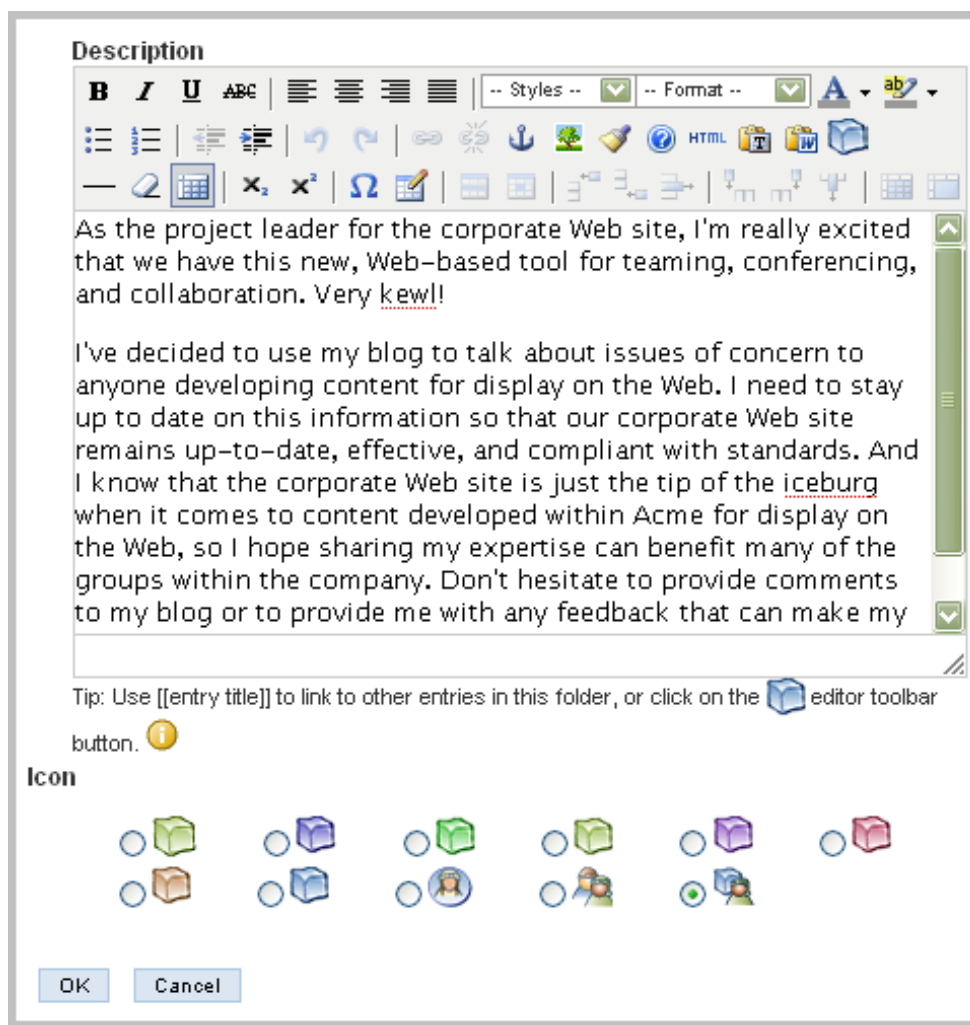 Description
B I U ABC -- Styles -- -- Format -- A ab
HTML T W
x₂ x² Ω
As the project leader for the corporate Web site, I'm really excited
that we have this new, Web-based tool for teaming, conferencing,
and collaboration. Very kewl!
I've decided to use my blog to talk about issues of concern to
anyone developing content for display on the Web. I need to stay
up to date on this information so that our corporate Web site
remains up-to-date, effective, and compliant with standards. And
I know that the corporate Web site is just the tip of the iceburg
when it comes to content developed within Acme for display on
the Web, so I hope sharing my expertise can benefit many of the
groups within the company. Don't hesitate to provide comments
to my blog or to provide me with any feedback that can make my
Tip: Use [[entry title]] to link to other entries in this folder, or click on the editor toolbar
button.
Icon
OK Cancel